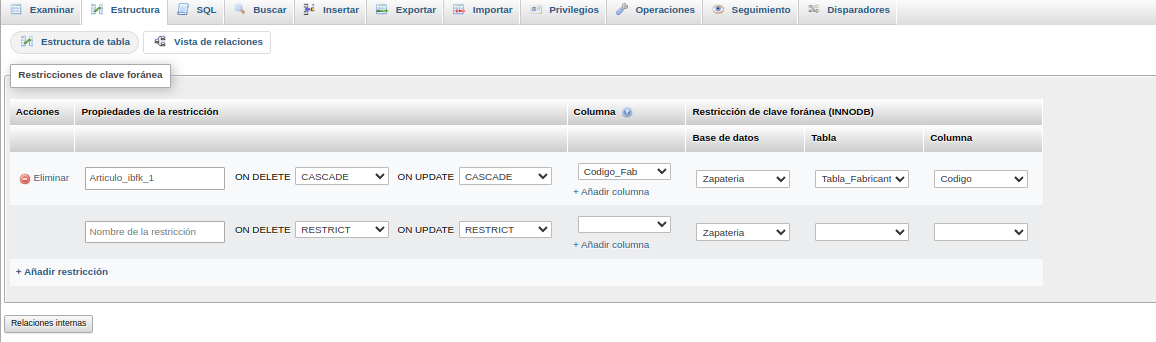 Examinar Estructura SQL Buscar Insertar Exportar Importar Privilegios Operaciones Seguimiento Disparadores
Estructura de tabla Vista de relaciones
Restricciones de clave foránea
Acciones Propiedades de la restricción Columna Restricción de clave foránea (INNODB)
Base de datos Tabla Columna
Eliminar Articulo_ibfk_1 ON DELETE CASCADE ON UPDATE CASCADE Codigo_Fab Zapateria Tabla_Fabricant Codigo
+ Añadir columna
Nombre de la restricción ON DELETE RESTRICT ON UPDATE RESTRICT Zapateria
+ Añadir columna
+ Añadir restricción
Relaciones internas